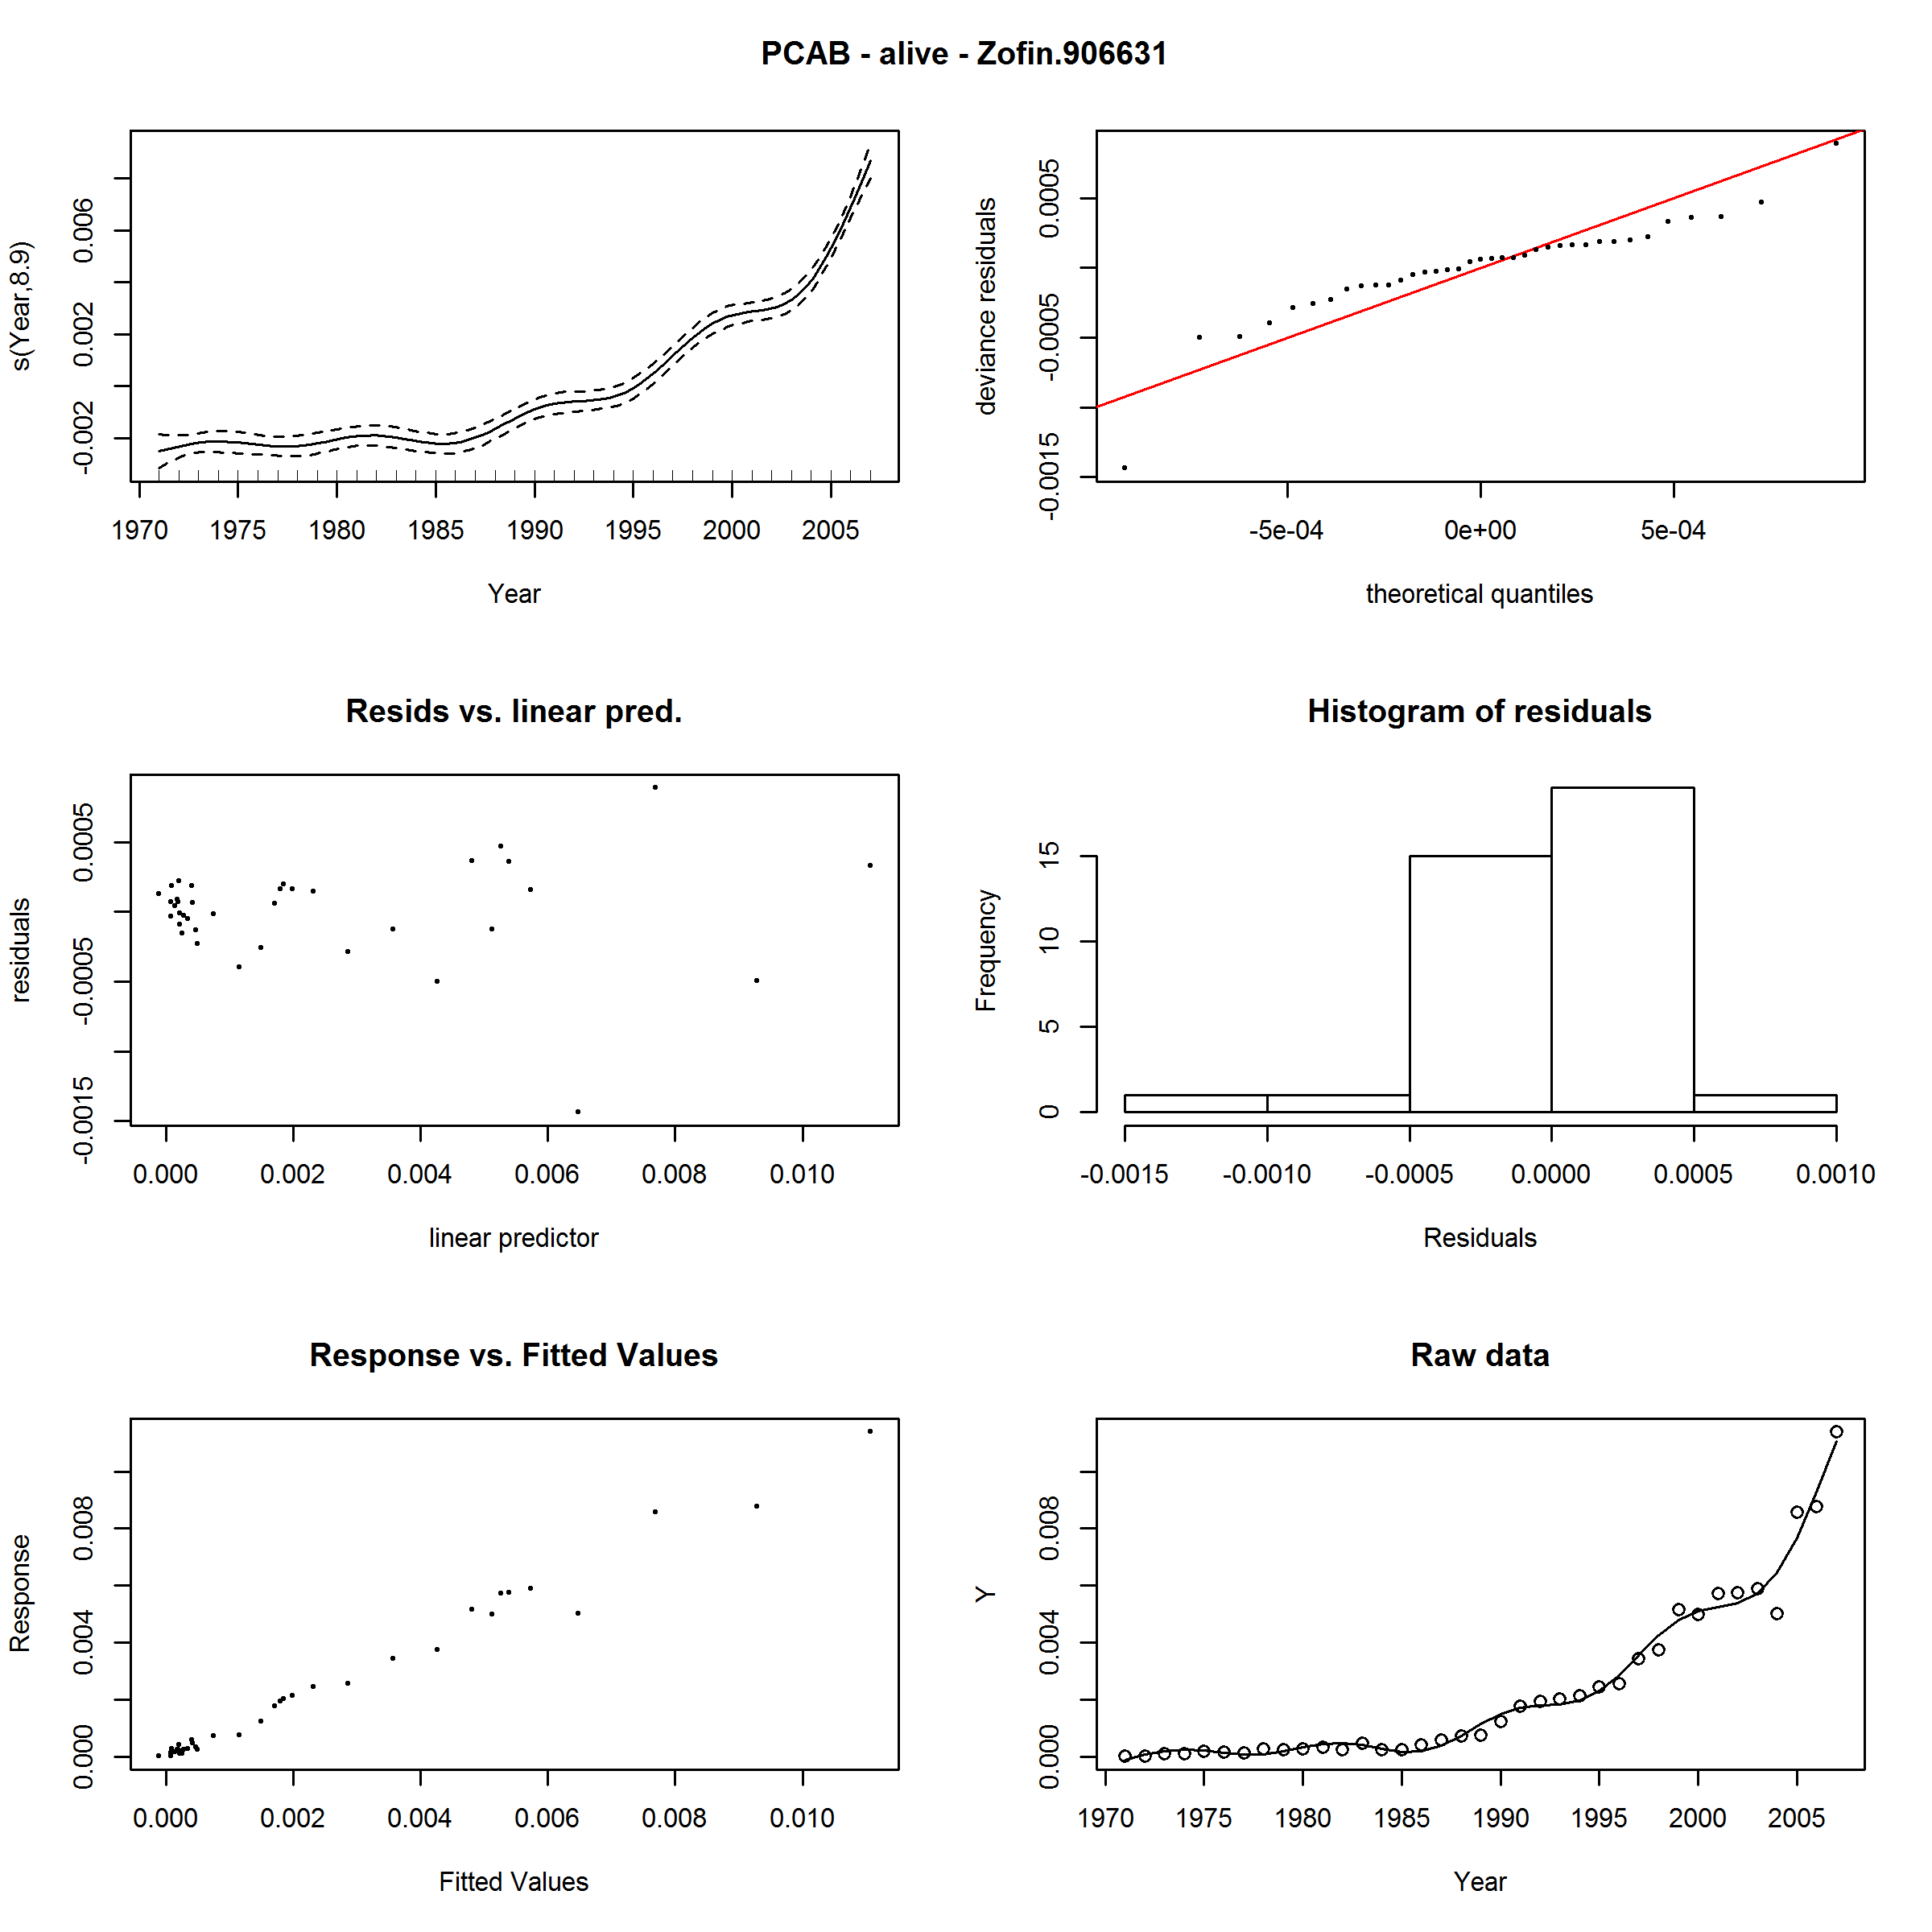 PCAB - alive - Zofin.906631
s(Year,8.9)
-0.002 0.002 0.006
1970 1975 1980 1985 1990 1995 2000 2005
Year
deviance residuals
-0.0015 -0.0005 0.0005
-5e-04 0e+00 5e-04
theoretical quantiles
Resids vs. linear pred.
residuals
-0.0015 -0.0005 0.0005
0.000 0.002 0.004 0.006 0.008 0.010
linear predictor
Histogram of residuals
Frequency
0 5 10 15
-0.0015 -0.0010 -0.0005 0.0000 0.0005 0.0010
Residuals
Response vs. Fitted Values
Response
0.000 0.004 0.008
0.000 0.002 0.004 0.006 0.008 0.010
Fitted Values
Raw data
Y
0.000 0.004 0.008
1970 1975 1980 1985 1990 1995 2000 2005
Year